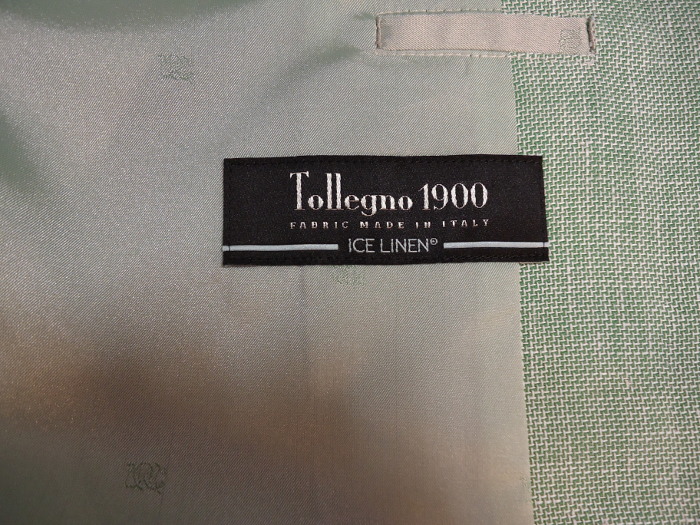 Tollegno 1900
FABRIC MADE IN ITALY
ICE LINEN®